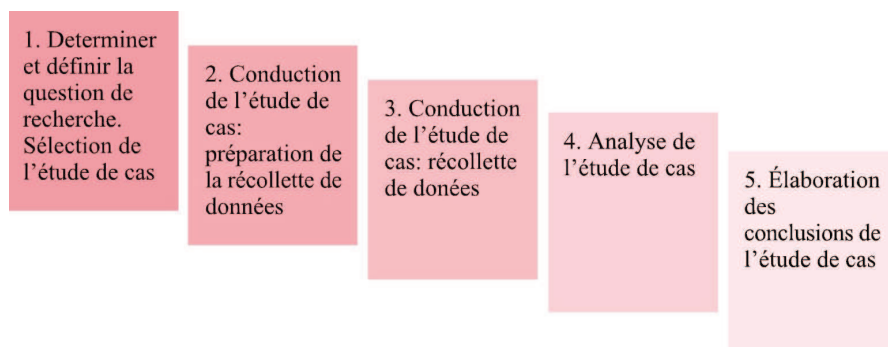 1. Determiner
et définir la
question de
recherche.
Sélection de
l'étude de cas
2. Conduction
de l'étude de
cas:
préparation de
la récollette de
données
3. Conduction
de l'étude de
cas: récollette
de donées
4. Analyse de
l'étude de cas
5. Élaboration
des
conclusions de
l'étude de cas